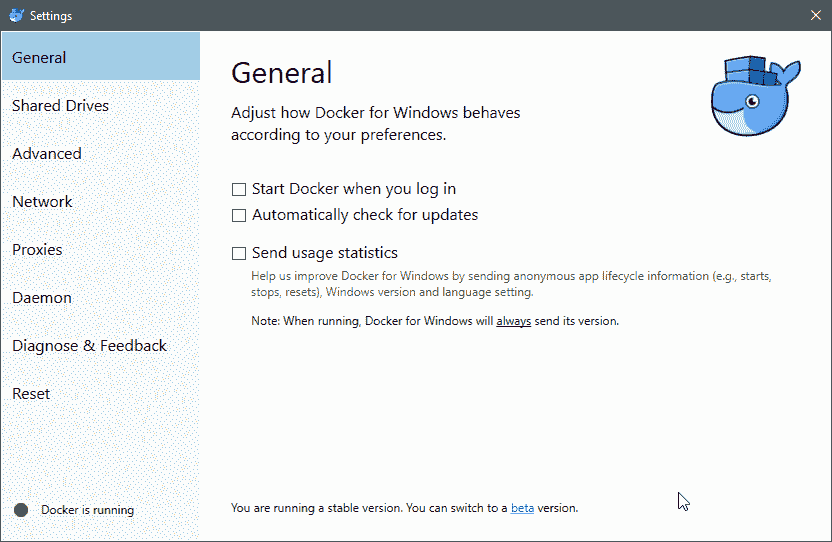 Settings
General
Shared Drives
Advanced
Network
Proxies
Daemon
Diagnose & Feedback
Reset
Docker is running
General
Adjust how Docker for Windows behaves
according to your preferences.
Start Docker when you log in
Automatically check for updates
Send usage statistics
Help us improve Docker for Windows by sending anonymous app lifecycle information (e.g., starts,
stops, resets), Windows version and language setting.
Note: When running, Docker for Windows will always send its version.
You are running a stable version. You can switch to a beta version.